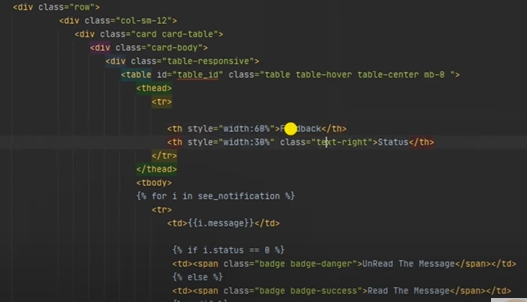 <div class="row">
<div class="col-sm-12">
<div class="card card-table">
<div class="card-body">
<div class="table-responsive">
<table id="table_id" class="table table-hover table-center mb-0 ">
<thead>
<tr>
<th style="width:60%">F dback</th>
<th style="width:30%" class="text-right">Status</th>
</tr>
</thead>
<tbody>
{% for i in see_notification %}
<tr>
<td>{{i.message}}</td>
{% if i.status == 0 %}
<td><span class="badge badge-danger">UnRead The Message</span></td>
{% else %}
<td><span class="badge badge-success">Read The Message</span></td>